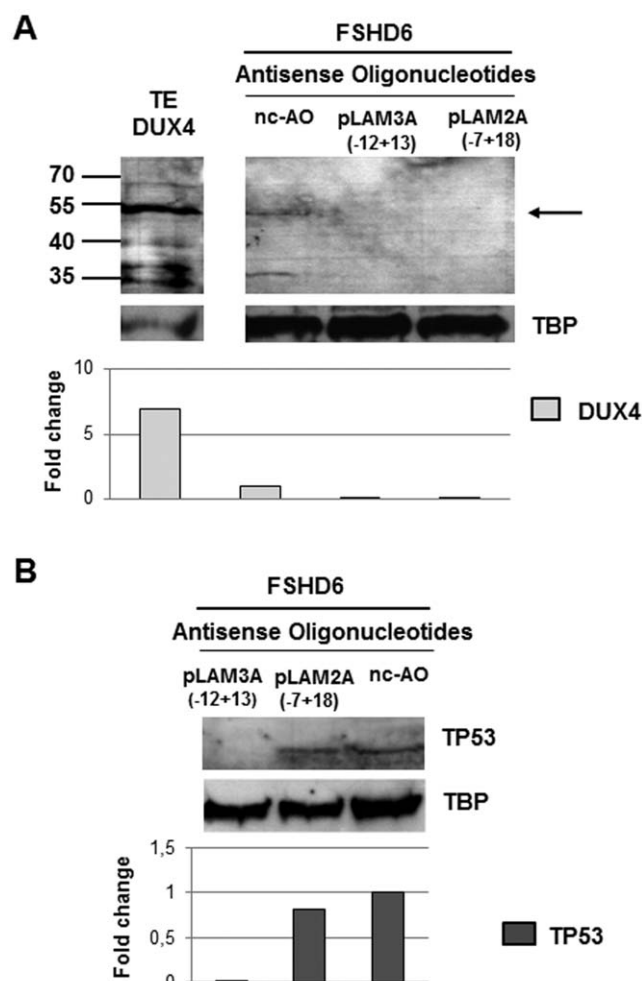 A
FSHD6
Antisense Oligonucleotides
TE
DUX4
nc-AO pLAM3A pLAM2A
(-12+13) (-7+18)
70
55
40
35
TBP
10
5
0
Fold change
DUX4
B
FSHD6
Antisense Oligonucleotides
pLAM3A pLAM2A nc-AO
(-12+13) (-7+18)
TP53
TBP
1,5
1
0,5
0
Fold change
TP53